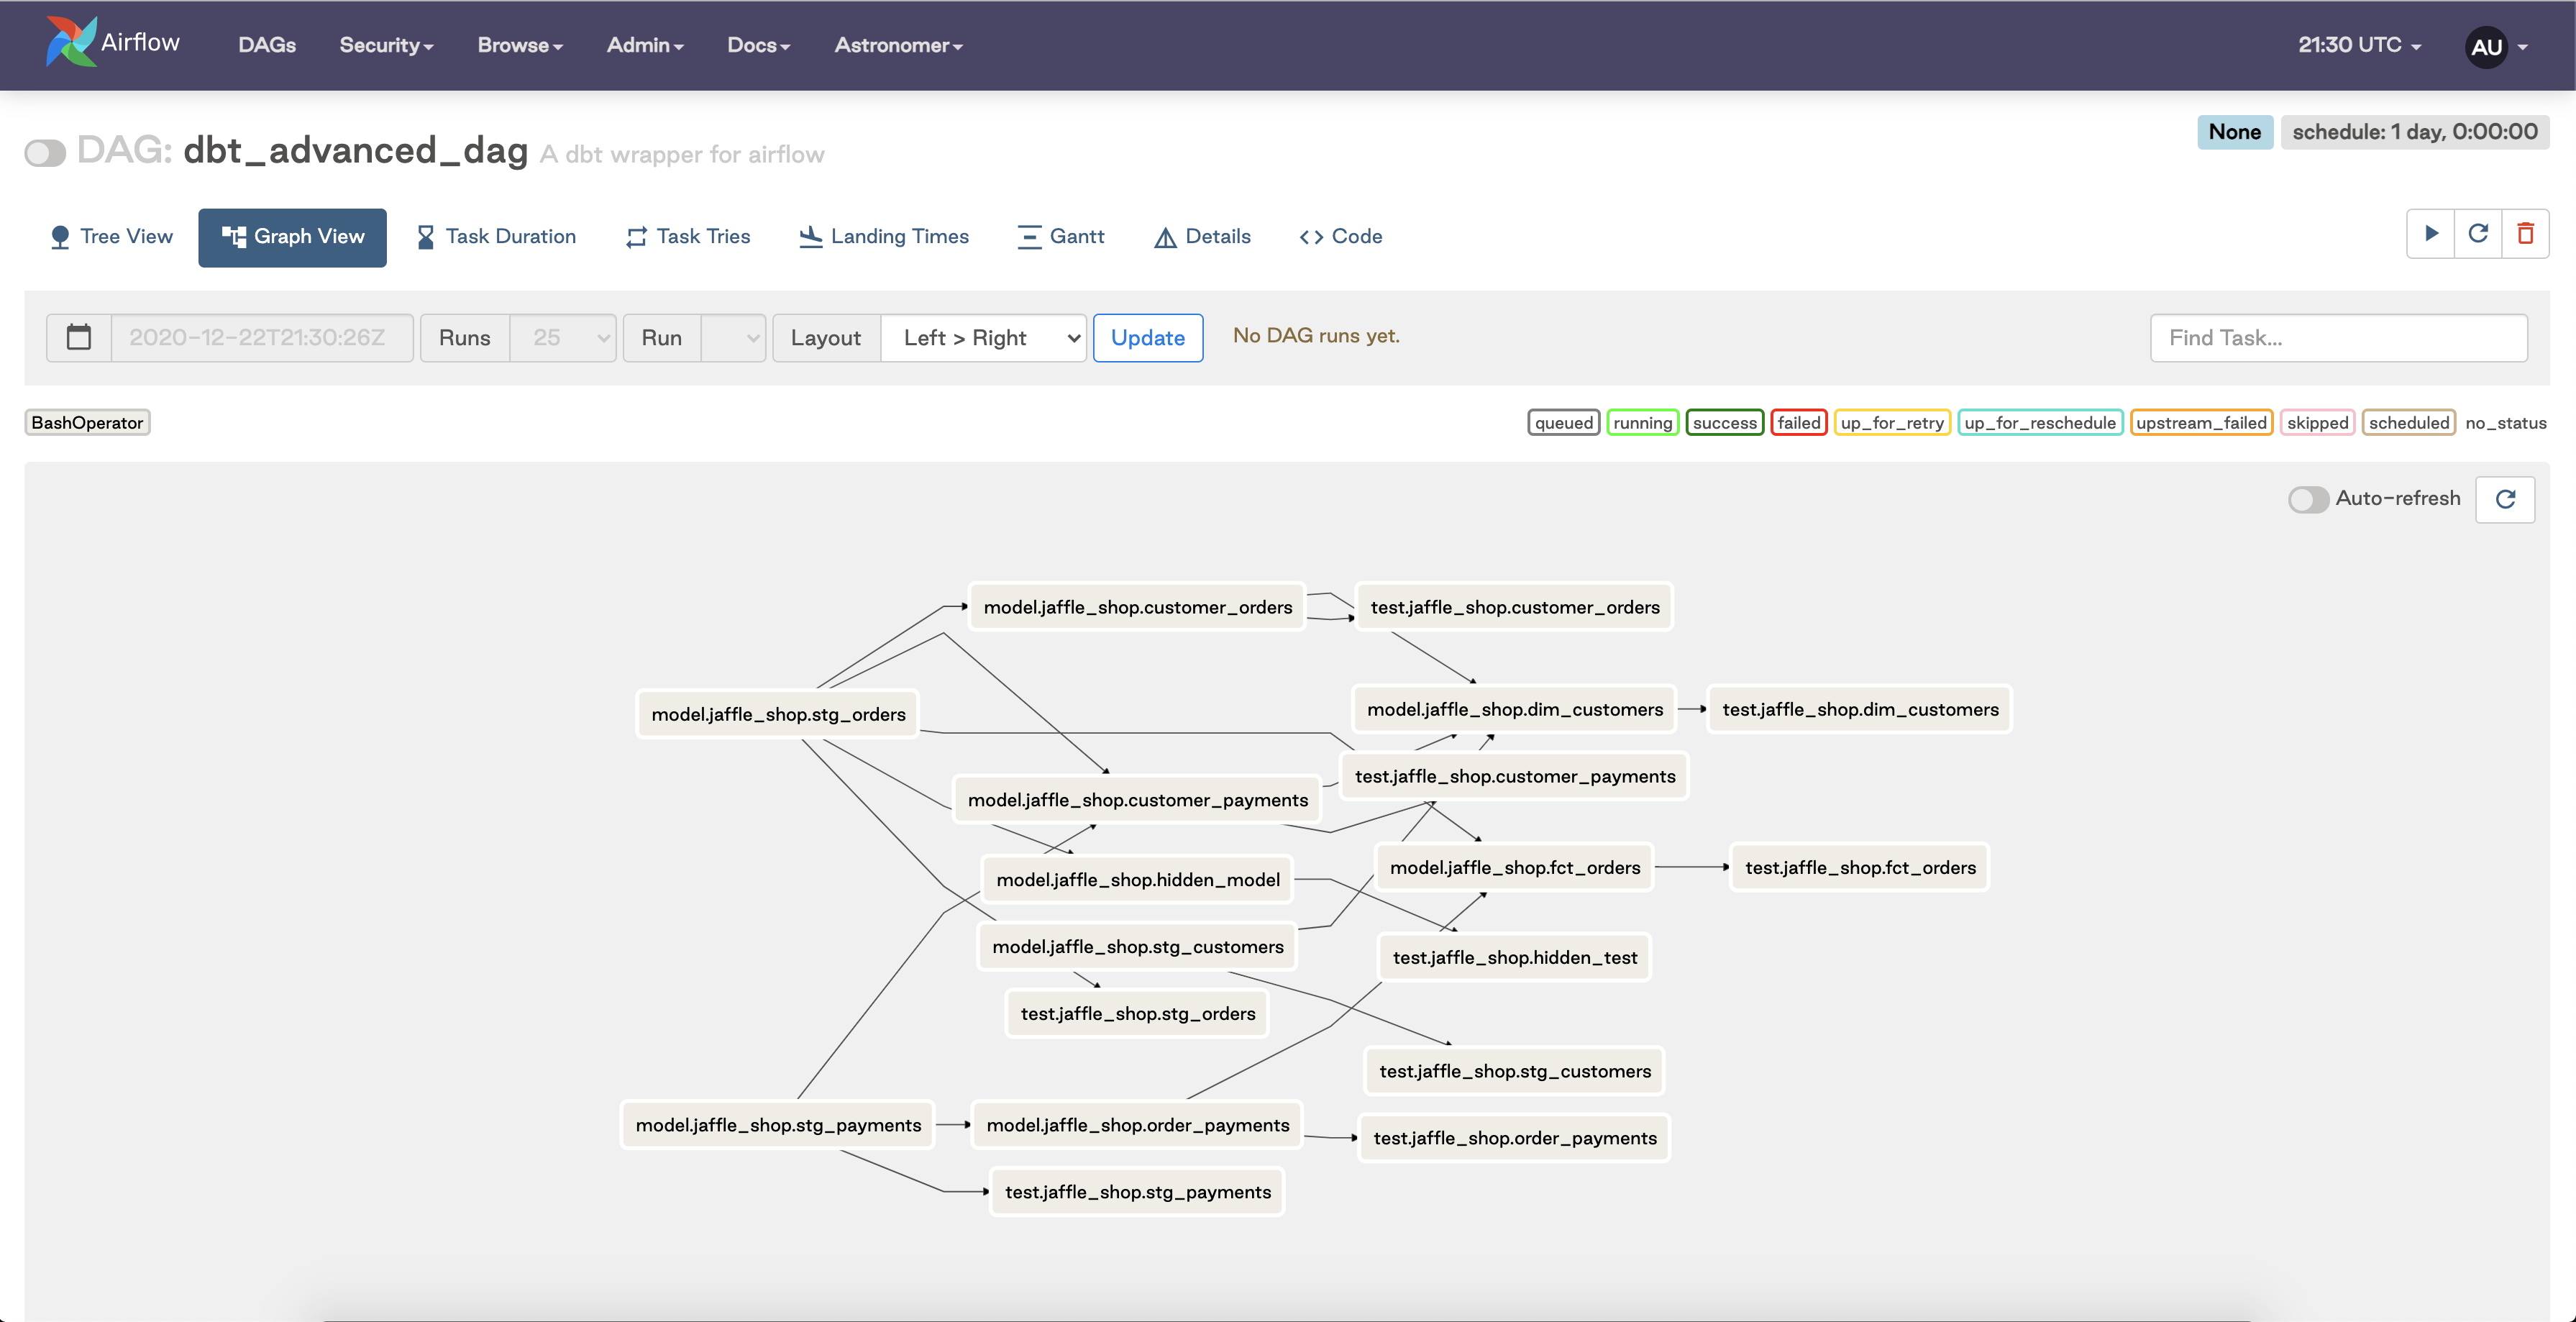 Airflow DAGs Security Browse Admin Docs Astronomer 21:30 UTC AU
DAG: dbt_advanced_dag A dbt wrapper for airflow None schedule: 1 day, 0:00:00
Tree View Graph View Task Duration Task Tries Landing Times Gantt Details Code
2020-12-22T21:30:26Z Runs 25 Run Layout Left > Right Update No DAG runs yet. Find Task...
BashOperator queued running success failed up_for_retry up_for_reschedule upstream_failed skipped scheduled no_status
Auto-refresh
model.jaffle_shop.customer_orders test.jaffle_shop.customer_orders
model.jaffle_shop.stg_orders model.jaffle_shop.dim_customers test.jaffle_shop.dim_customers
test.jaffle_shop.customer_payments
model.jaffle_shop.customer_payments
model.jaffle_shop.fct_orders test.jaffle_shop.fct_orders
model.jaffle_shop.hidden_model
model.jaffle_shop.stg_customers test.jaffle_shop.hidden_test
test.jaffle_shop.stg_orders
test.jaffle_shop.stg_customers
model.jaffle_shop.stg_payments model.jaffle_shop.order_payments test.jaffle_shop.order_payments
test.jaffle_shop.stg_payments